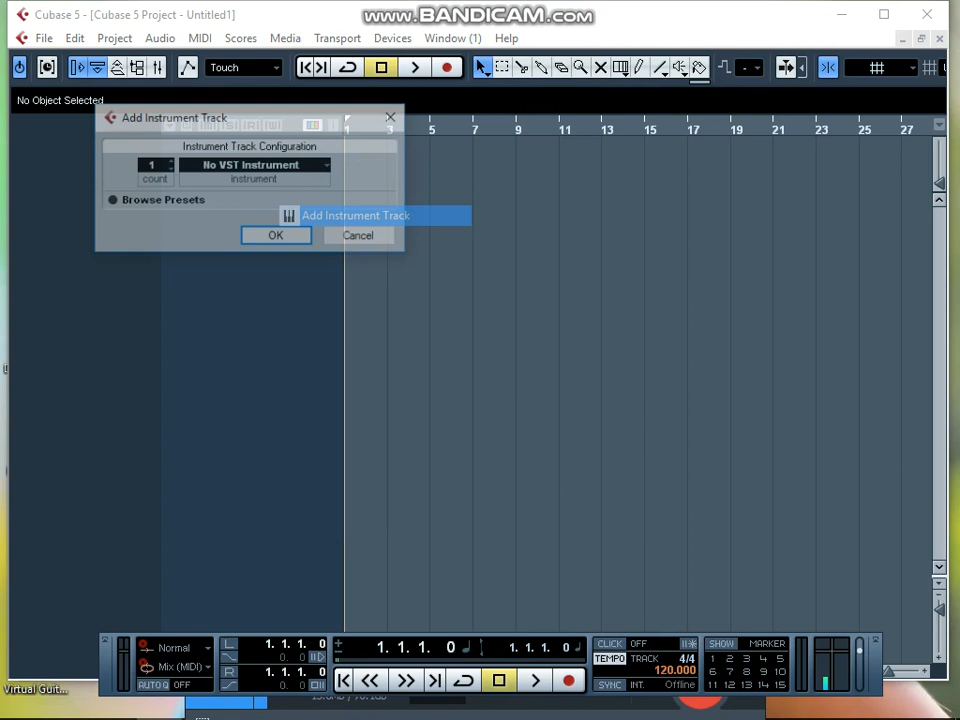 Cubase 5 - [Cubase 5 Project - Untitled1]
www.BANDICAM.com
File Edit Project Audio MIDI Scores Media Transport Devices Window (1) Help
Touch
No Object Selected
1 3 5 7 9 11 13 15 17 19 21 23 25 27
Add Instrument Track
Instrument Track Configuration
1 No VST Instrument
count instrument
Browse Presets
Add Instrument Track
OK Cancel
Normal
Mix (MIDI)
AUTO Q OFF
L 1. 1. 1. 0
0. 0
R 1. 1. 1. 0
0. 0
1. 1. 1. 0
1. 1. 1. 0
CLICK OFF
TEMPO TRACK 4/4
120.000
SYNC INT. Offline
SHOW MARKER
1 2 3 4 5
6 7 8 9 10
11 12 13 14 15
Virtual Guit...